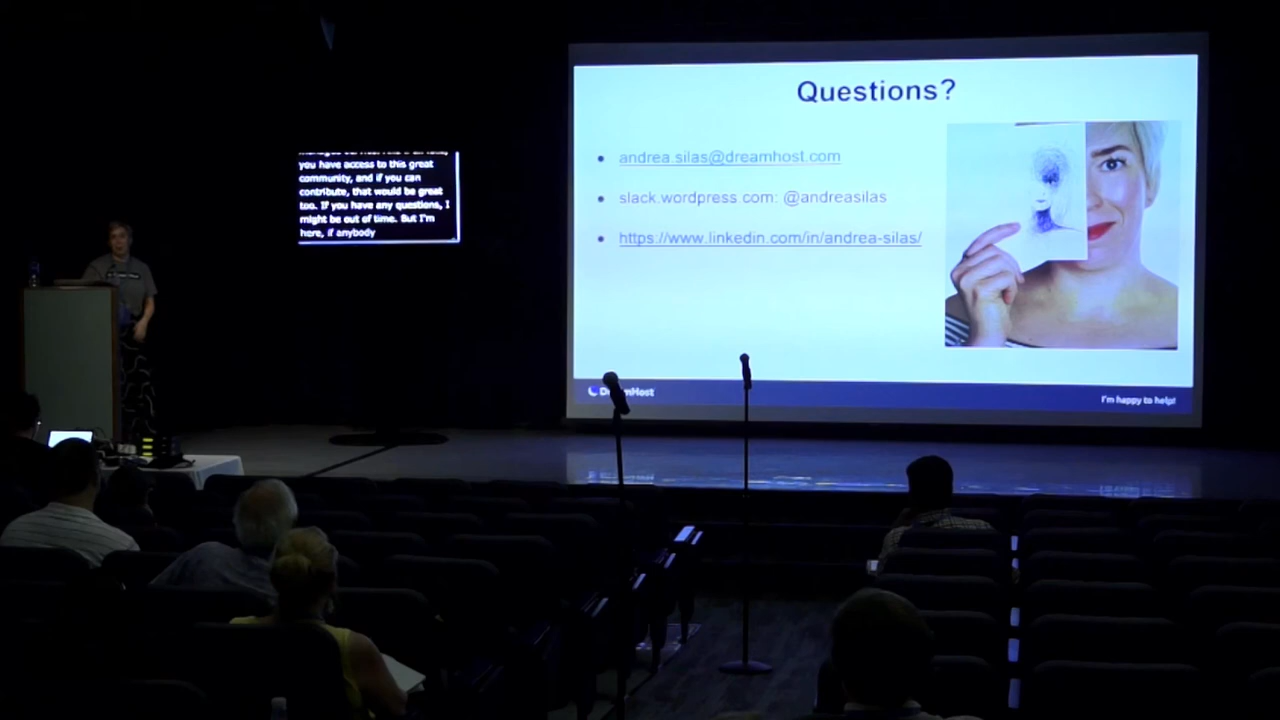 you have access to this great
community, and if you can
contribute, that would be great
too. If you have any questions, I
might be out of time. But I'm
here, if anybody
Questions?
andrea.silas@dreamhost.com
slack.wordpress com: @andreasilas
https://www.linkedin.com/in/andrea-silas/
DreamHost
I'm happy to help!